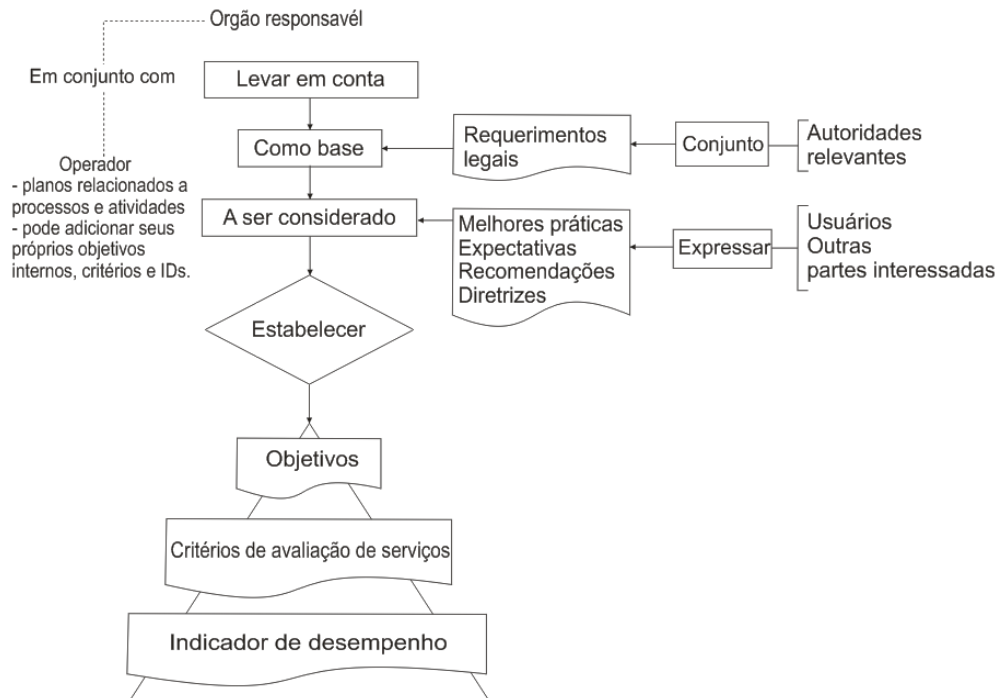 Orgão responsavél
Em conjunto com
Operador
- planos relacionados a
processos e atividades
- pode adicionar seus
próprios objetivos
internos, critérios e IDs.
Levar em conta
Como base
Requerimentos
legais
Conjunto
Autoridades
relevantes
A ser considerado
Melhores práticas
Expectativas
Recomendações
Diretrizes
Expressar
Usuários
Outras
partes interessadas
Estabelecer
Objetivos
Critérios de avaliação de serviços
Indicador de desempenho